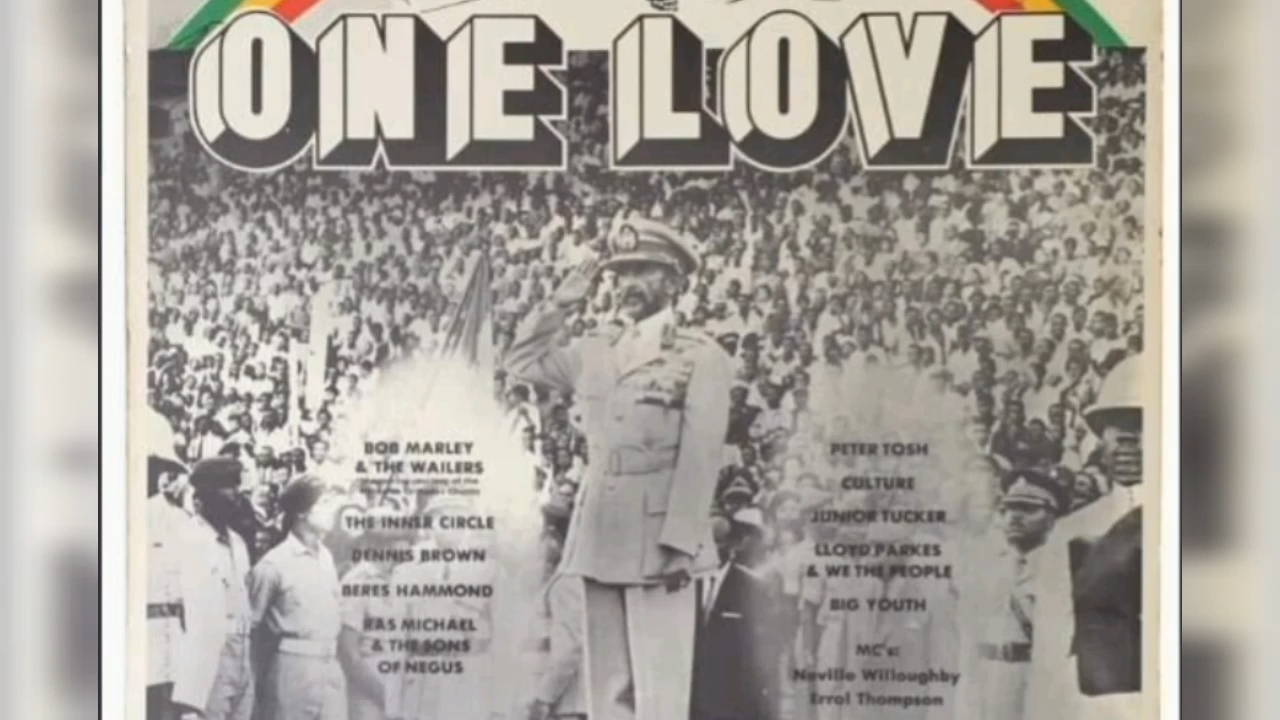 ONE LOVE
BOB MARLEY
& THE WAILERS
THE INNER CIRCLE
DENNIS BROWN
BERES HAMMOND
RAS MICHAEL
& THE SONS
OF NEGUS
PETER TOSH
CULTURE
JUNIOR TUCKER
LLOYD PARKES
& WE THE PEOPLE
BIG YOUTH
MC's:
Neville Willoughby
Errol Thompson